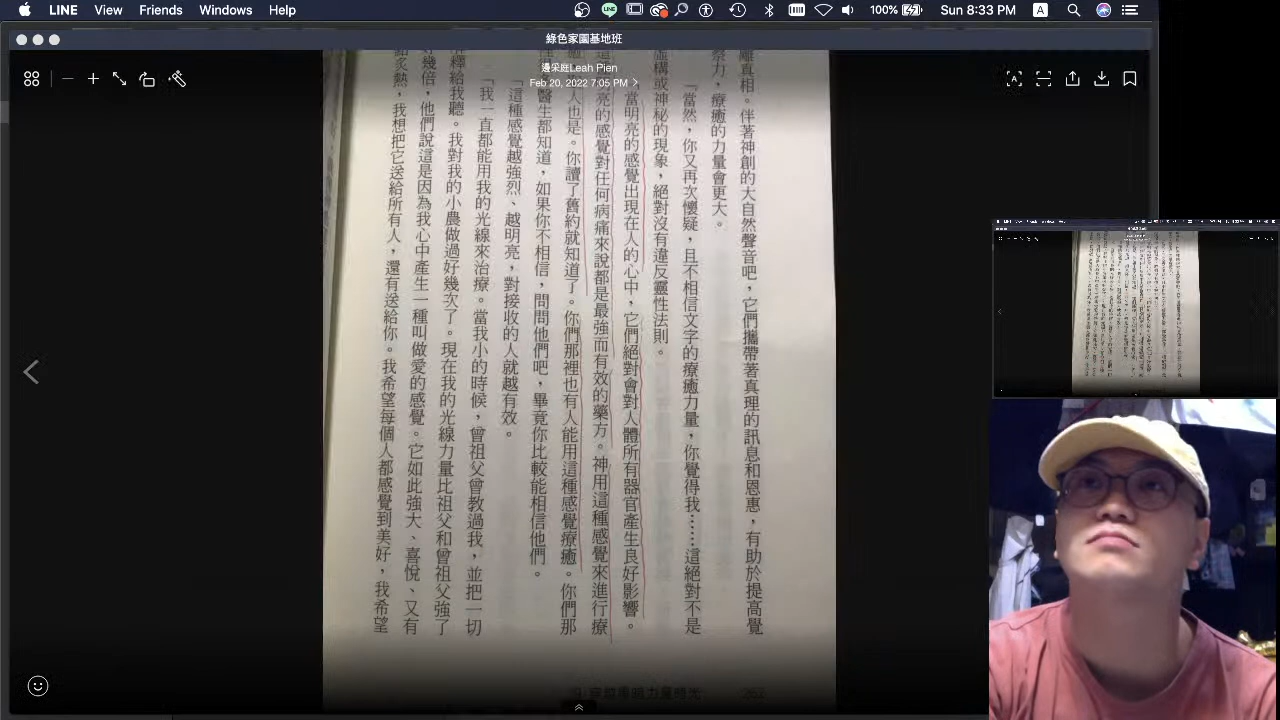 LINE View Friends Windows Help
100% Sun 8:33 PM A
綠色家園基地班
邊采庭Leah Pien
Feb 20, 2022 7:05 PM
離真相。伴著神創的大自然聲音吧，它們攜帶著真理的訊息和恩惠，有助於提高覺
察力，療癒的力量會更大。
「當然，你又再次懷疑，且不相信文字的療癒力量，你覺得我……這絕對不是
虛構或神秘的現象，絕對沒有違反靈性法則。
當明亮的感覺出現在人的心中，它們絕對會對人體所有器官產生良好影響。
這 亮的感覺對任何病痛來說都是最強而有效的藥方。神用這種感覺來進行療
癒 人也是。你讀了舊約就知道了。你們那裡也有人能用這種感覺療癒。你們那
醫生都知道，如果你不相信，問問他們吧，畢竟你比較能相信他們。
「這種感覺越強烈、越明亮，對接收的人就越有效。
「我一直都能用我的光線來治療。當我小的時候，曾祖父曾教過我，並把一切
釋給我聽。我對我的小農做過好幾次了。現在我的光線力量比祖父和曾祖父強了
好幾倍，他們說這是因為我心中產生一種叫做愛的感覺。它如此強大、喜悅、又有
炙熱，我想把它送給所有人，還有送給你。我希望每個人都感覺到美好，我希望